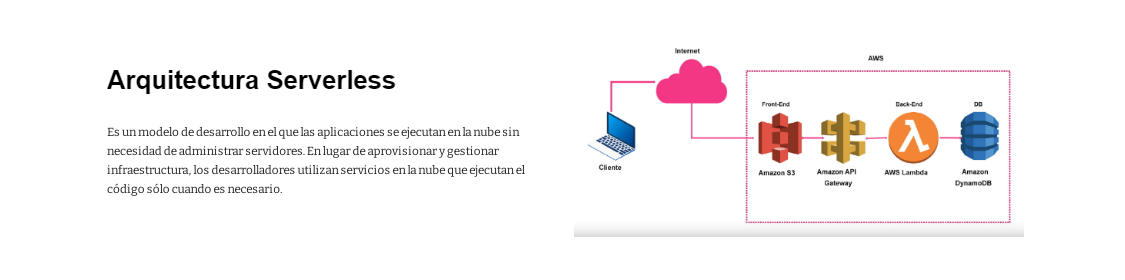 Arquitectura Serverless
Es un modelo de desarrollo en el que las aplicaciones se ejecutan en la nube sin
necesidad de administrar servidores. En lugar de aprovisionar y gestionar
infraestructura, los desarrolladores utilizan servicios en la nube que ejecutan el
código sólo cuando es necesario.
Internet
AWS
Front-End
Back-End
DB
Cliente
Amazon S3
Amazon API
Gateway
AWS Lambda
Amazon
DynamoDB